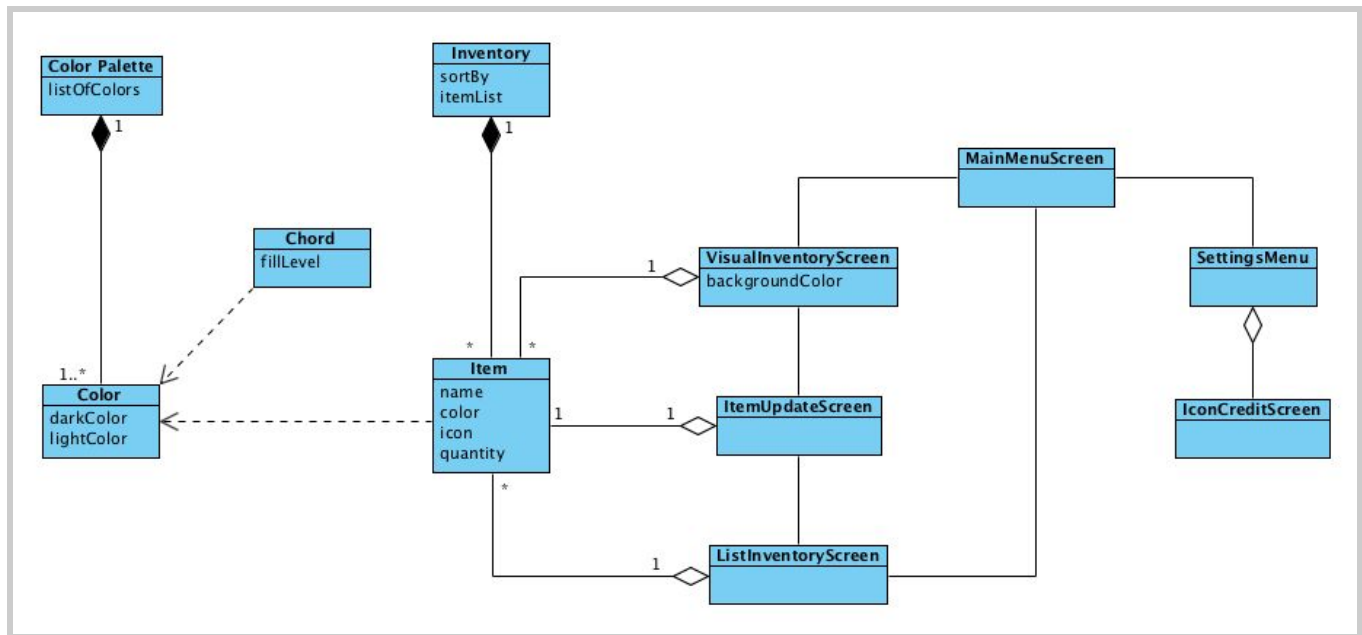 Color Palette
listOfColors
1
Inventory
sortBy
itemList
1
MainMenuScreen
Chord
fillLevel
VisualInventoryScreen
backgroundColor
1
SettingsMenu
*
*
1..*
Color
darkColor
lightColor
Item
name
color
icon
quantity
1
1
ItemUpdateScreen
IconCreditScreen
*
ListInventoryScreen
1